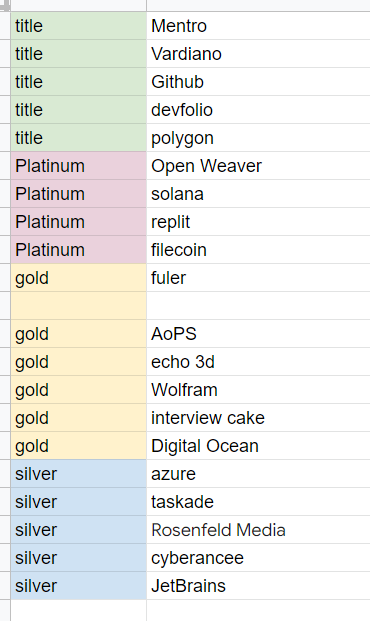 title Mentro
title Vardiano
title Github
title devfolio
title polygon
Platinum Open Weaver
Platinum solana
Platinum replit
Platinum filecoin
gold fuler
gold AoPS
gold echo 3d
gold Wolfram
gold interview cake
gold Digital Ocean
silver azure
silver taskade
silver Rosenfeld Media
silver cyberancee
silver JetBrains